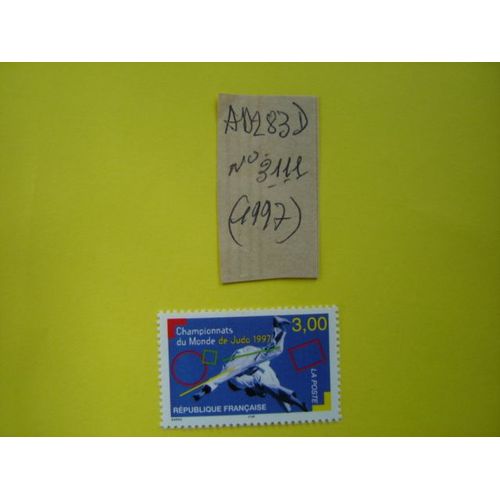 AD283D
N° 3111
(1997)
Championnats
du Monde de Judo 1997
3,00
LA POSTE
RÉPUBLIQUE FRANÇAISE